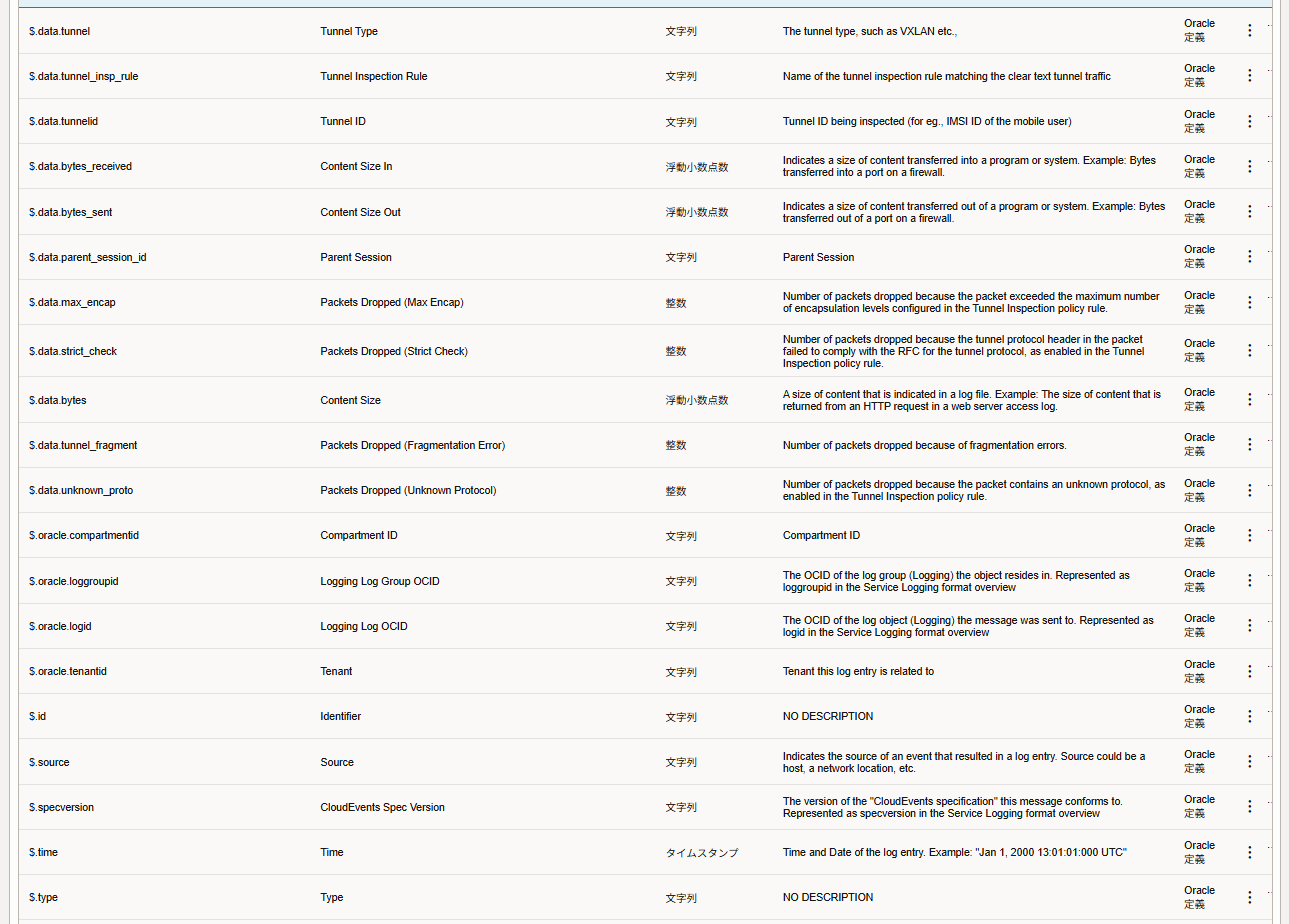 $.data.tunnel Tunnel Type 文字列 The tunnel type, such as VXLAN etc., Oracle
定義
$.data.tunnel_insp_rule Tunnel Inspection Rule 文字列 Name of the tunnel inspection rule matching the clear text tunnel traffic Oracle
定義
$.data.tunnelid Tunnel ID 文字列 Tunnel ID being inspected (for eg., IMSI ID of the mobile user) Oracle
定義
$.data.bytes_received Content Size In 浮動小数点数 Indicates a size of content transferred into a program or system. Example: Bytes Oracle
transferred into a port on a firewall. 定義
$.data.bytes_sent Content Size Out 浮動小数点数 Indicates a size of content transferred out of a program or system. Example: Bytes Oracle
transferred out of a port on a firewall. 定義
$.data.parent_session_id Parent Session 文字列 Parent Session Oracle
定義
$.data.max_encap Packets Dropped (Max Encap) 整数 Number of packets dropped because the packet exceeded the maximum number Oracle
of encapsulation levels configured in the Tunnel Inspection policy rule. 定義
$.data.strict_check Packets Dropped (Strict Check) 整数 Number of packets dropped because the tunnel protocol header in the packet Oracle
failed to comply with the RFC for the tunnel protocol, as enabled in the Tunnel 定義
Inspection policy rule.
$.data.bytes Content Size 浮動小数点数 A size of content that is indicated in a log file. Example: The size of content that is Oracle
returned from an HTTP request in a web server access log. 定義
$.data.tunnel_fragment Packets Dropped (Fragmentation Error) 整数 Number of packets dropped because of fragmentation errors. Oracle
定義
$.data.unknown_proto Packets Dropped (Unknown Protocol) 整数 Number of packets dropped because the packet contains an unknown protocol, as Oracle
enabled in the Tunnel Inspection policy rule. 定義
$.oracle.compartmentid Compartment ID 文字列 Compartment ID Oracle
定義
$.oracle.loggroupid Logging Log Group OCID 文字列 The OCID of the log group (Logging) the object resides in. Represented as Oracle
loggroupid in the Service Logging format overview 定義
$.oracle.logid Logging Log OCID 文字列 The OCID of the log object (Logging) the message was sent to. Represented as Oracle
logid in the Service Logging format overview 定義
$.oracle.tenantid Tenant 文字列 Tenant this log entry is related to Oracle
定義
$.id Identifier 文字列 NO DESCRIPTION Oracle
定義
$.source Source 文字列 Indicates the source of an event that resulted in a log entry. Source could be a Oracle
host, a network location, etc. 定義
$.specversion CloudEvents Spec Version 文字列 The version of the "CloudEvents specification" this message conforms to. Oracle
Represented as specversion in the Service Logging format overview 定義
$.time Time タイムスタンプ Time and Date of the log entry. Example: "Jan 1, 2000 13:01:01:000 UTC" Oracle
定義
$.type Type 文字列 NO DESCRIPTION Oracle
定義